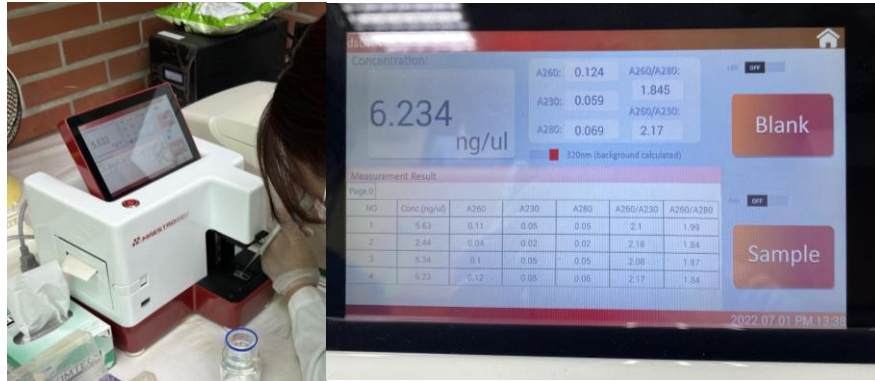 MAESTROGEN
5.633
Concentration:
6.234
ng/ul
A260: 0.124
A230: 0.059
A280: 0.069
A260/A280:
1.845
A260/A230:
2.17
320nm (background calculated)
OFF
Blank
Measurement Result
Page.0
NO Conc.(ng/ul) A260 A230 A280 A260/A230 A260/A280
1 5.63 0.11 0.05 0.05 2.1 1.99
2 2.44 0.04 0.02 0.02 2.18 1.84
3 5.34 0.1 0.05 0.05 2.08 1.87
4 6.23 0.12 0.05 0.06 2.17 1.84
OFF
Sample
2022.07.01 PM 13:38